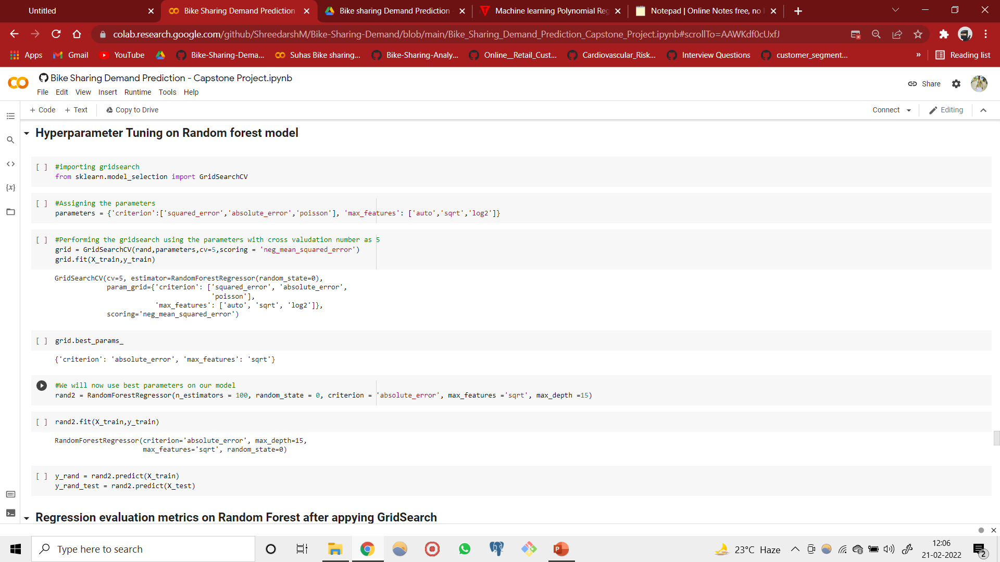 Untitled
Bike Sharing Demand Prediction
Bike sharing Demand Prediction
Machine learning Polynomial Reg
Notepad | Online Notes free, no l
colab.research.google.com/github/ShreedarshM/Bike-Sharing-Demand/blob/main/Bike_Sharing_Demand_Prediction_Capstone_Project.ipynb#scrollTo=AAWKdf0cUxfJ
Apps
Gmail
YouTube
Bike-Sharing-Dema...
Suhas Bike sharing...
Bike-Sharing-Analy...
Online__Retail_Cust...
Cardiovascular_Risk...
Interview Questions
customer_segment...
»
Reading list
Bike Sharing Demand Prediction - Capstone Project.ipynb
File Edit View Insert Runtime Tools Help
Share
+ Code + Text Copy to Drive
Connect
Editing
Hyperparameter Tuning on Random forest model
[ ] #importing gridsearch
from sklearn.model_selection import GridSearchCV
[ ] #Assigning the parameters
parameters = {'criterion':['squared_error','absolute_error','poisson'], 'max_features': ['auto','sqrt','log2']}
[ ] #Performing the gridsearch using the parameters with cross valudation number as 5
grid = GridSearchCV(rand,parameters,cv=5,scoring = 'neg_mean_squared_error')
grid.fit(X_train,y_train)
GridSearchCV(cv=5, estimator=RandomForestRegressor(random_state=0),
param_grid={'criterion': ['squared_error', 'absolute_error',
'poisson'],
'max_features': ['auto', 'sqrt', 'log2']},
scoring='neg_mean_squared_error')
[ ] grid.best_params_
{'criterion': 'absolute_error', 'max_features': 'sqrt'}
#We will now use best parameters on our model
rand2 = RandomForestRegressor(n_estimators = 100, random_state = 0, criterion = 'absolute_error', max_features ='sqrt', max_depth =15)
[ ] rand2.fit(X_train,y_train)
RandomForestRegressor(criterion='absolute_error', max_depth=15,
max_features='sqrt', random_state=0)
[ ] y_rand = rand2.predict(X_train)
y_rand_test = rand2.predict(X_test)
Regression evaluation metrics on Random Forest after appying GridSearch
Type here to search
23°C Haze
12:06
21-02-2022
2